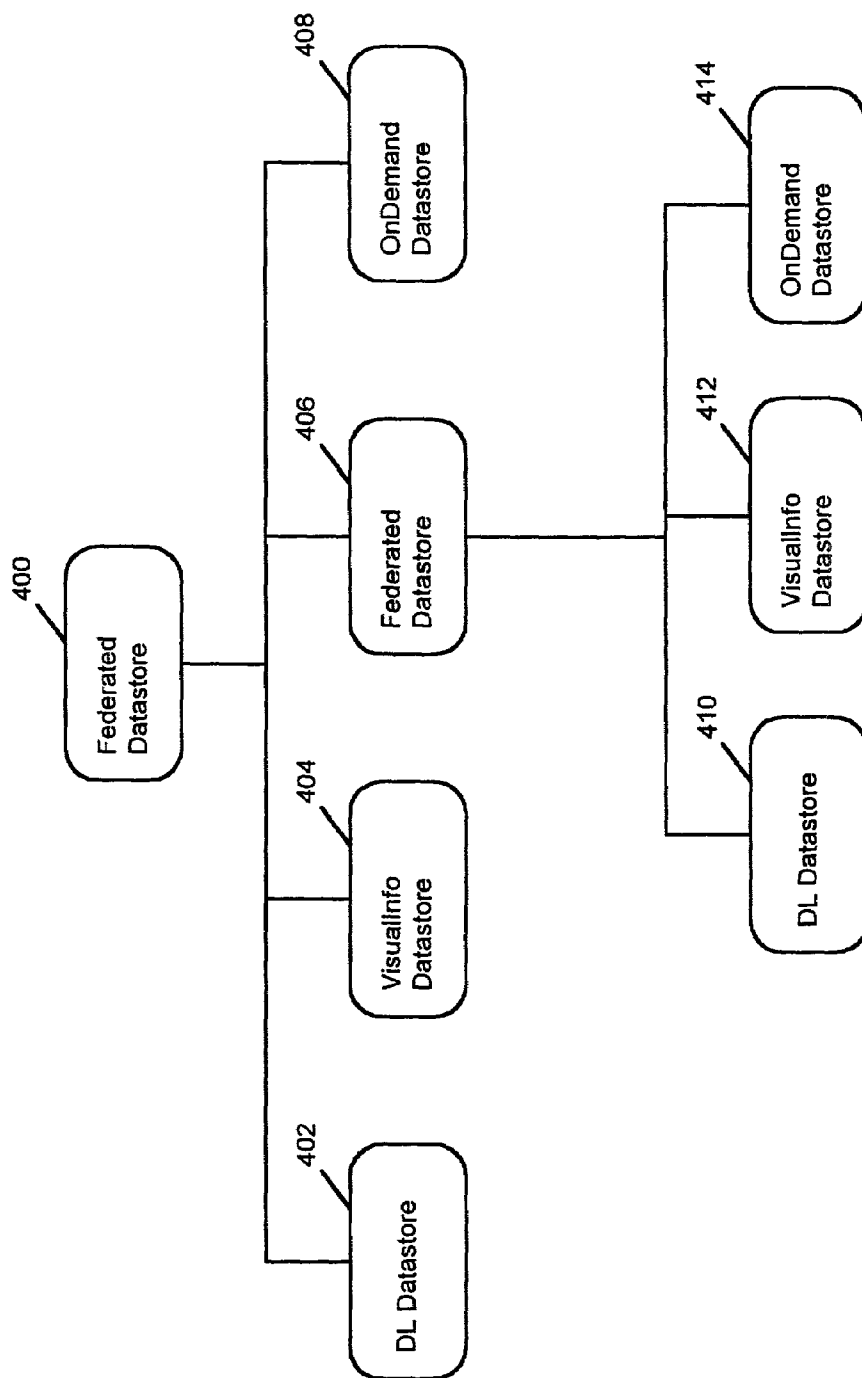 400
Federated
Datastore
402
DL Datastore
404
VisualInfo
Datastore
406
Federated
Datastore
408
OnDemand
Datastore
410
DL Datastore
412
VisualInfo
Datastore
414
OnDemand
Datastore